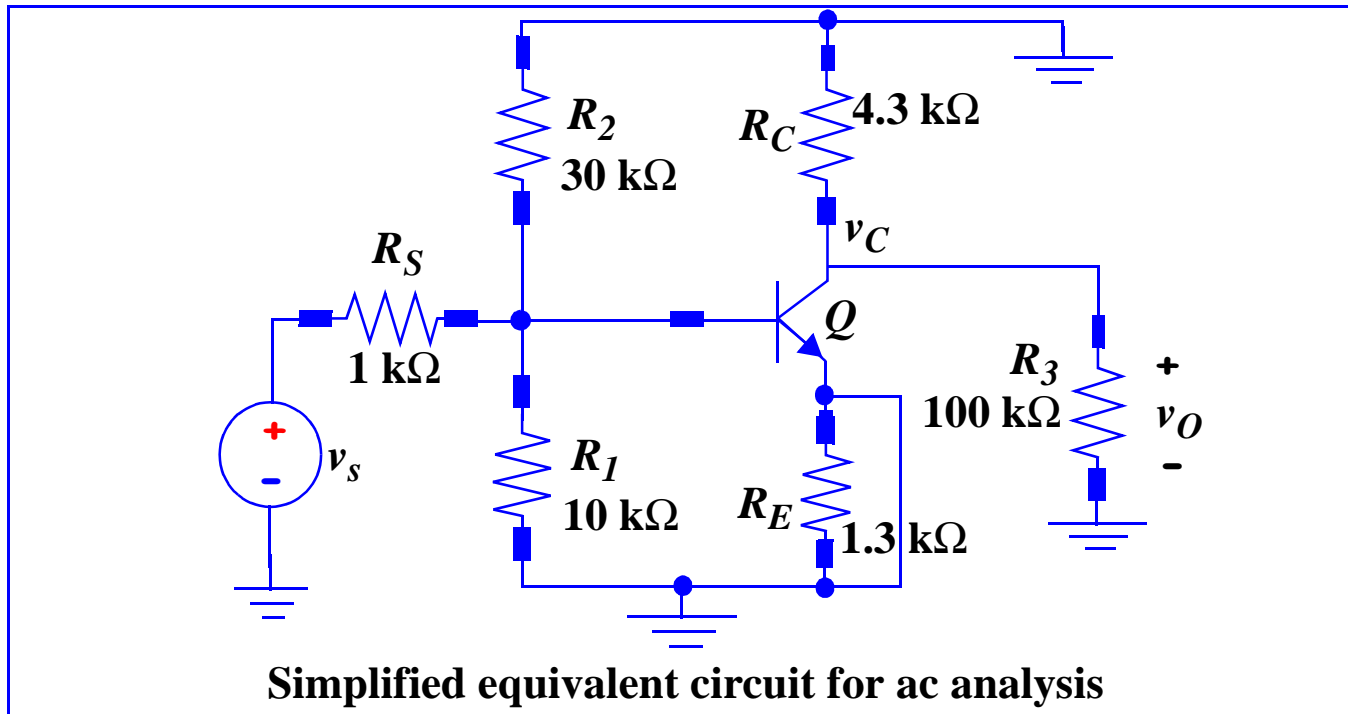 R2
30 kΩ
RC
4.3 kΩ
vC
RS
1 kΩ
Q
+
-
vs
R1
10 kΩ
RE
1.3 kΩ
R3
100 kΩ
+
vO
-
Simplified equivalent circuit for ac analysis